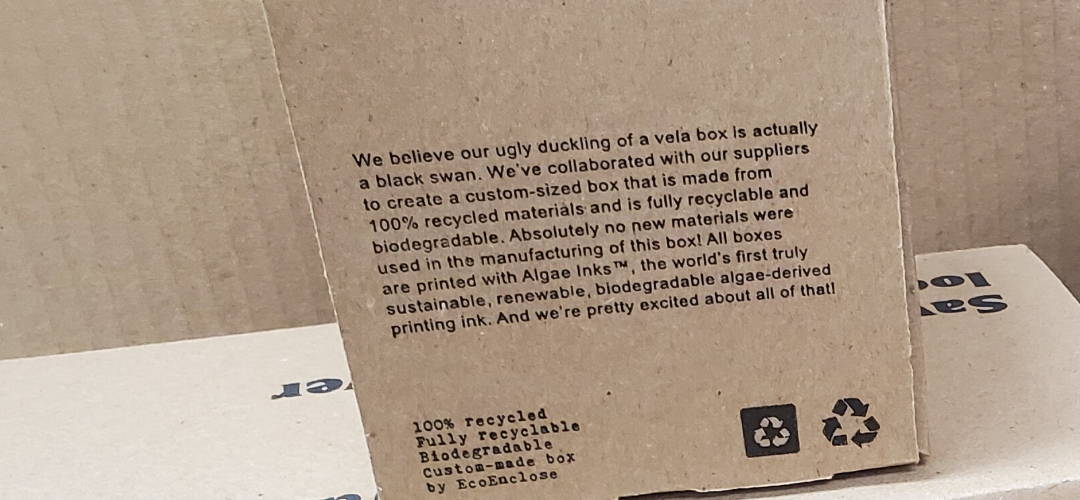 We believe our ugly duckling of a vela box is actually
a black swan. We've collaborated with our suppliers
to create a custom-sized box that is made from
100% recycled materials and is fully recyclable and
biodegradable. Absolutely no new materials were
used in the manufacturing of this box! All boxes
are printed with Algae Inks™, the world's first truly
sustainable, renewable, biodegradable algae-derived
printing ink. And we're pretty excited about all of that!
100% recycled
Fully recyclable
Biodegradable
Custom-made box
by EcoEnclose